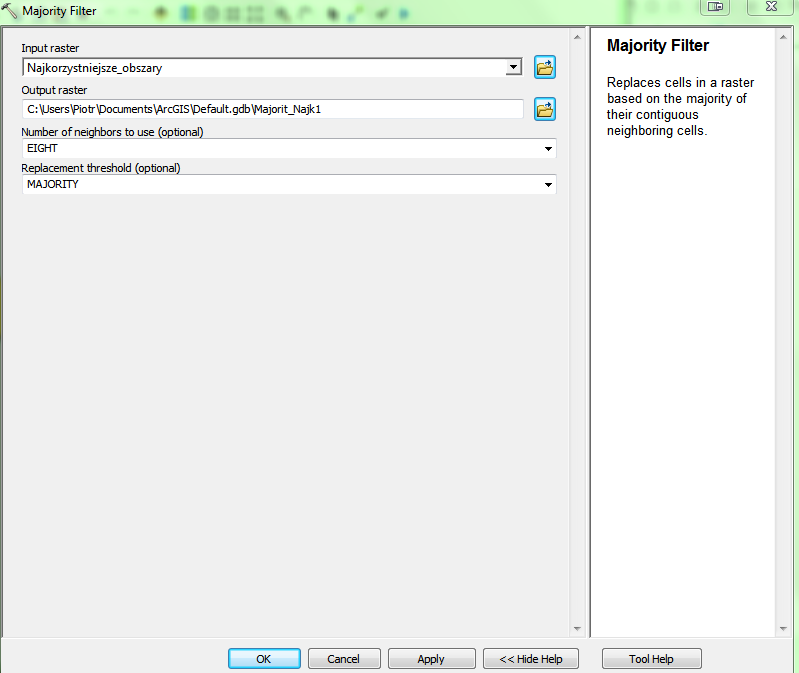 Majority Filter
Input raster
Najkorzystniejsze_obszary
Output raster
C:\Users\Piotr\Documents\ArcGIS\Default.gdb\Majorit_Najk1
Number of neighbors to use (optional)
EIGHT
Replacement threshold (optional)
MAJORITY
Majority Filter
Replaces cells in a raster
based on the majority of
their contiguous
neighboring cells.
OK
Cancel
Apply
<< Hide Help
Tool Help